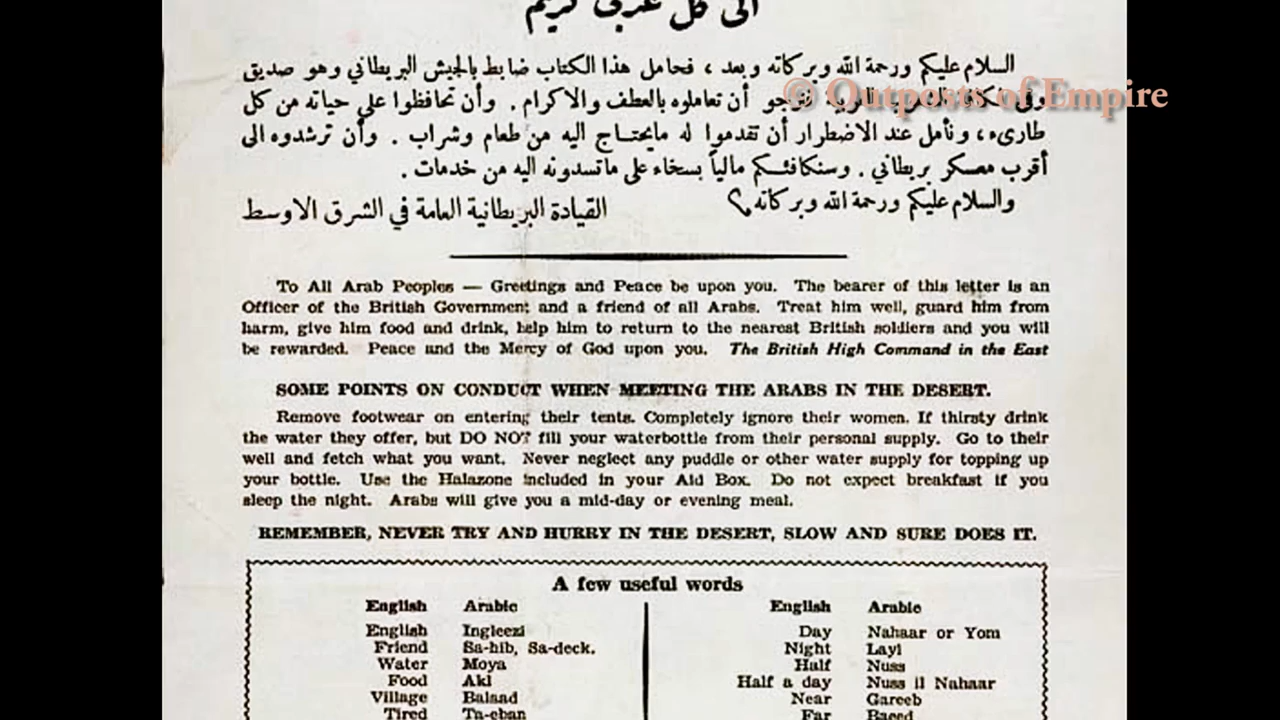 الى كل عربي كريم
السلام عليكم ورحمة الله وبركاته وبعد ، فحامل هذا الكتاب ضابط بالجيش البريطاني وهو صديق
أن تعاملوه بالعطف والاكرام . وأن تحافظوا على حياته من كل
طارىء ، ونأمل عند الاضطرار أن تقدموا له مايحتاج اليه من طعام وشراب . وأن ترشدوه الى
أقرب معسكر بريطاني . وسنكافئكم مالياً بسخاء على ماتسدونه اليه من خدمات .
والسلام عليكم ورحمة الله وبركاته
القيادة البريطانية العامة في الشرق الاوسط
© Outposts of Empire
To All Arab Peoples — Greetings and Peace be upon you. The bearer of this letter is an
Officer of the British Government and a friend of all Arabs. Treat him well, guard him from
harm, give him food and drink, help him to return to the nearest British soldiers and you will
be rewarded. Peace and the Mercy of God upon you. The British High Command in the East
SOME POINTS ON CONDUCT WHEN MEETING THE ARABS IN THE DESERT.
Remove footwear on entering their tents. Completely ignore their women. If thirsty drink
the water they offer, but DO NOT fill your waterbottle from their personal supply. Go to their
well and fetch what you want. Never neglect any puddle or other water supply for topping up
your bottle. Use the Halazone included in your Aid Box. Do not expect breakfast if you
sleep the night. Arabs will give you a mid-day or evening meal.
REMEMBER, NEVER TRY AND HURRY IN THE DESERT, SLOW AND SURE DOES IT.
A few useful words
English Arabic
English Ingleezi
Friend Sa-hib, Sa-deek.
Water Moya
Food Akl
Village Balaad
Tired Ta-eban
English Arabic
Day Nahaar or Yom
Night Layl
Half Nuss
Half a day Nuss il Nahaar
Near Gareeb
Far Baeed